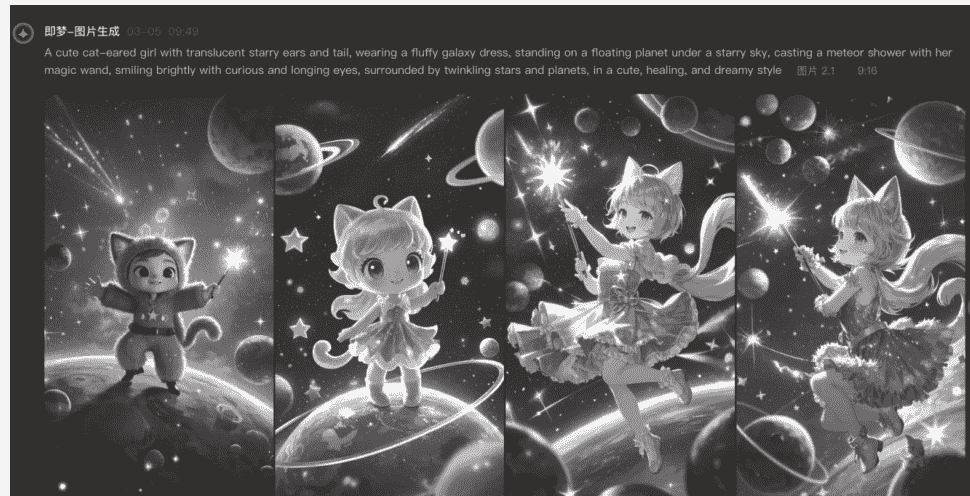 即梦-图片生成 03-05 09:49
A cute cat-eared girl with translucent starry ears and tail, wearing a fluffy galaxy dress, standing on a floating planet under a starry sky, casting a meteor shower with her
magic wand, smiling brightly with curious and longing eyes, surrounded by twinkling stars and planets, in a cute, healing, and dreamy style 图片 2.1 9:16